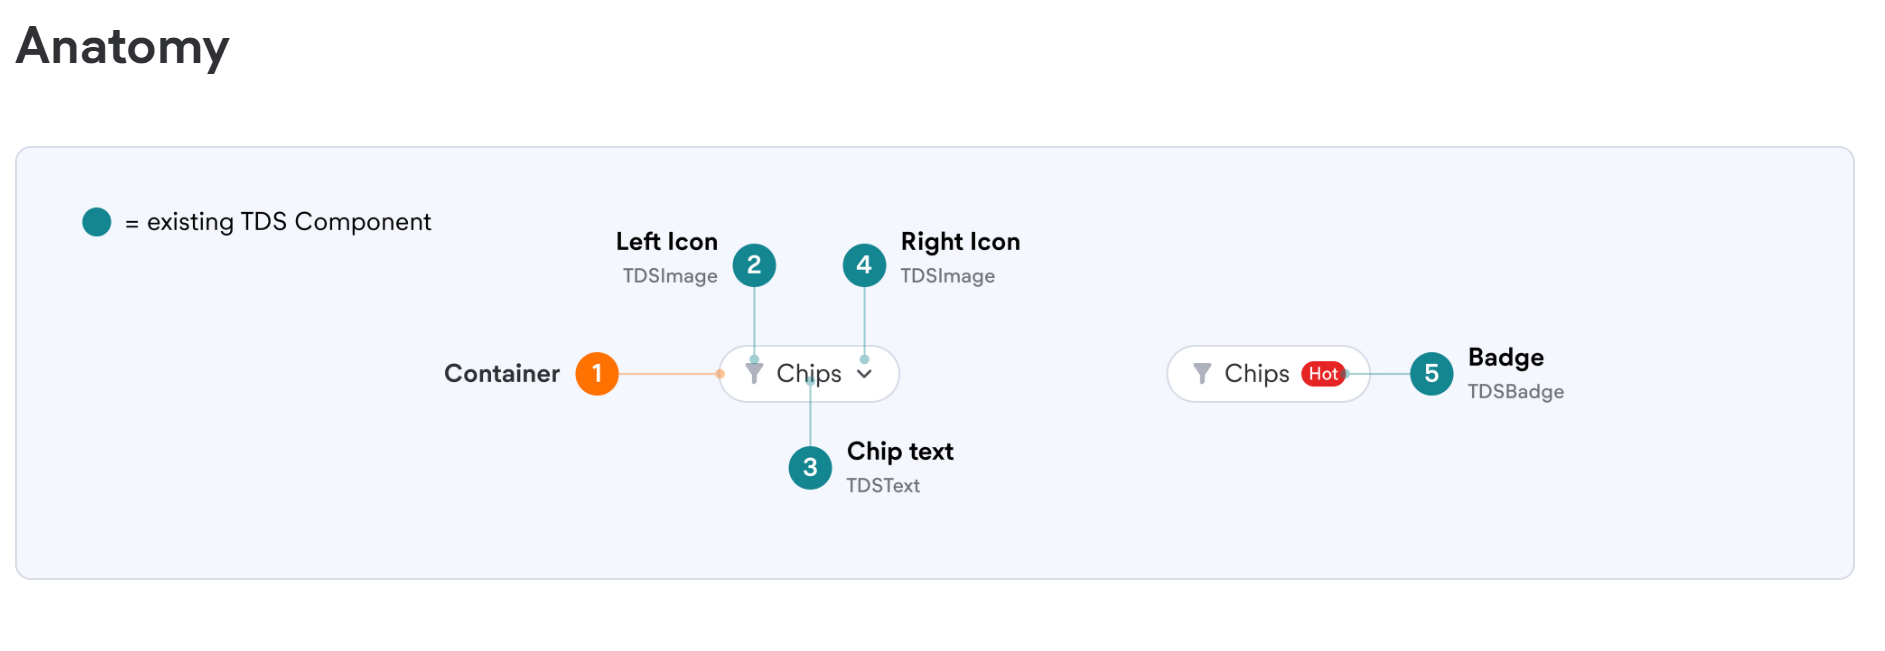 Anatomy
= existing TDS Component
Left Icon
TDSImage
2
4
Right Icon
TDSImage
Container
1
Chips
3
Chip text
TDSText
Chips
Hot
5
Badge
TDSBadge